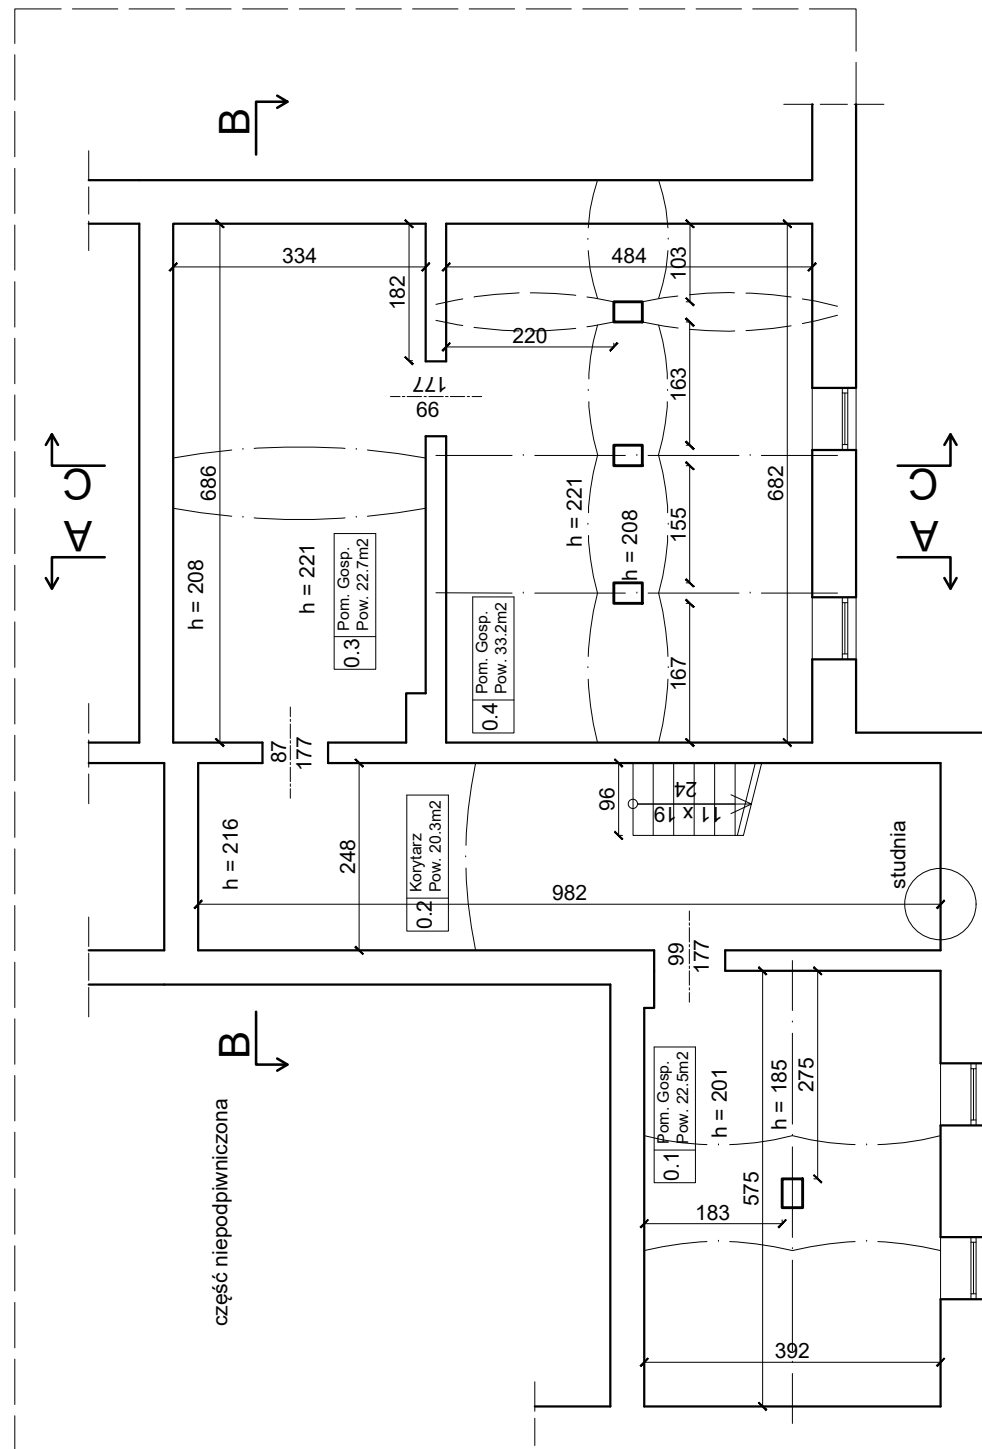 B
B
C
A
C
A
334
484
103
182
220
177
99
163
686
682
h = 208
h = 221
0.3
Pom. Gosp.
Pow. 22.7m2
h = 221
h = 208
155
0.4
Pom. Gosp.
Pow. 33.2m2
167
87
177
h = 216
248
0.2
Korytarz
Pow. 20.3m2
96
11 x 19
24
982
studnia
99
177
część niepodpiwniczona
0.1
Pom. Gosp.
Pow. 22.5m2
h = 201
h = 185
275
575
183
392